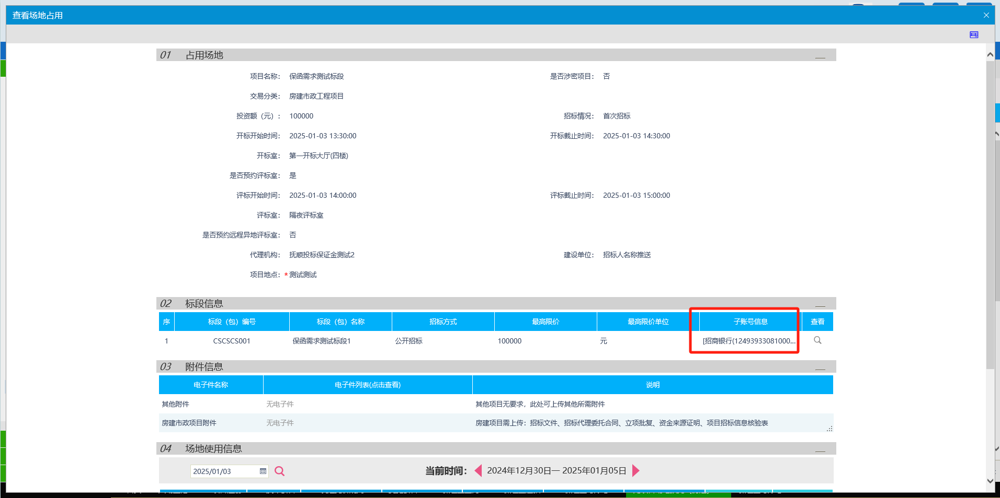 查看场地占用
01 占用场地
项目名称： 保函需求测试标段 是否涉密项目： 否
交易分类： 房建市政工程项目
投资额（元）： 100000 招标情况： 首次招标
开标开始时间： 2025-01-03 13:30:00 开标截止时间： 2025-01-03 14:30:00
开标室： 第一开标大厅(四楼)
是否预约评标室： 是
评标开始时间： 2025-01-03 14:00:00 评标截止时间： 2025-01-03 15:00:00
评标室： 隔夜评标室
是否预约远程异地评标室： 否
代理机构： 抚顺投标保证金测试2 建设单位： 招标人名称推送
项目地点： *测试测试
02 标段信息
序 标段（包）编号 标段（包）名称 招标方式 最高限价 最高限价单位 子账号信息 查看
1 CSCSCS001 保函需求测试标段1 公开招标 100000 元 [招商银行(12493933081000...
03 附件信息
电子件名称 电子件列表(点击查看) 说明
其他附件 无电子件 其他项目无要求，此处可上传其他所需附件
房建市政项目附件 无电子件 房建项目需上传：招标文件、招标代理委托合同、立项批复、资金来源证明、项目招标信息核验表
04 场地使用信息
2025/01/03 当前时间： 2024年12月30日— 2025年01月05日